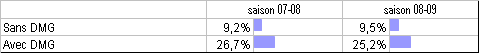 saison 07-08 saison 08-09
Sans DMG 9,2% 9,5%
Avec DMG 26,7% 25,2%